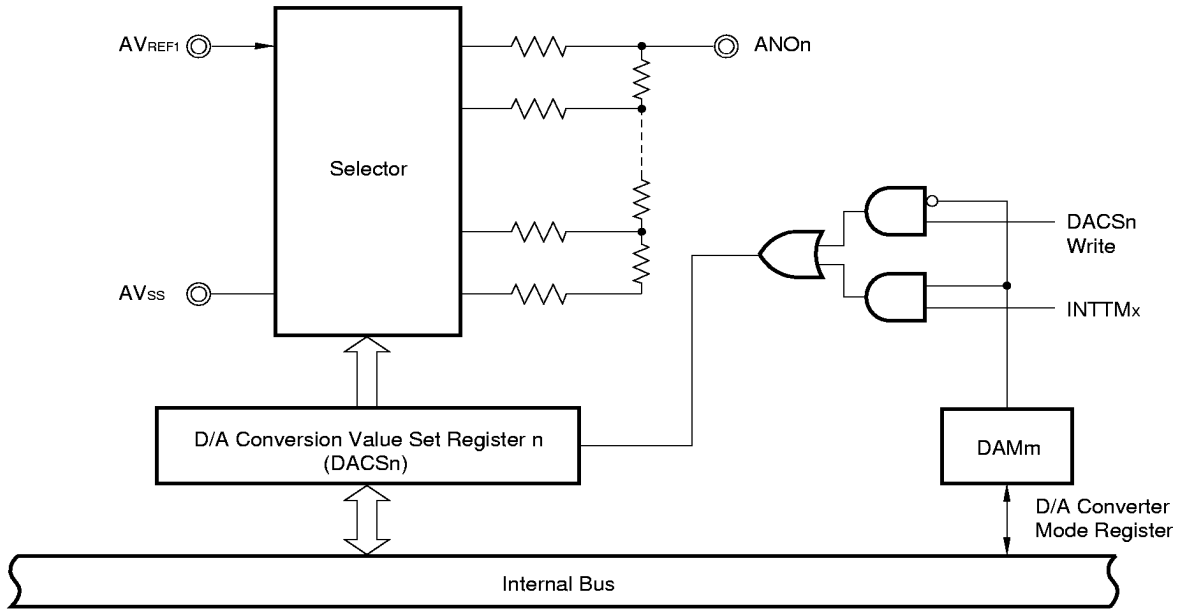 AVREF1
ANOn
Selector
DACSn
Write
AVSS
INTTMx
D/A Conversion Value Set Register n
(DACSn)
DAMm
D/A Converter
Mode Register
Internal Bus